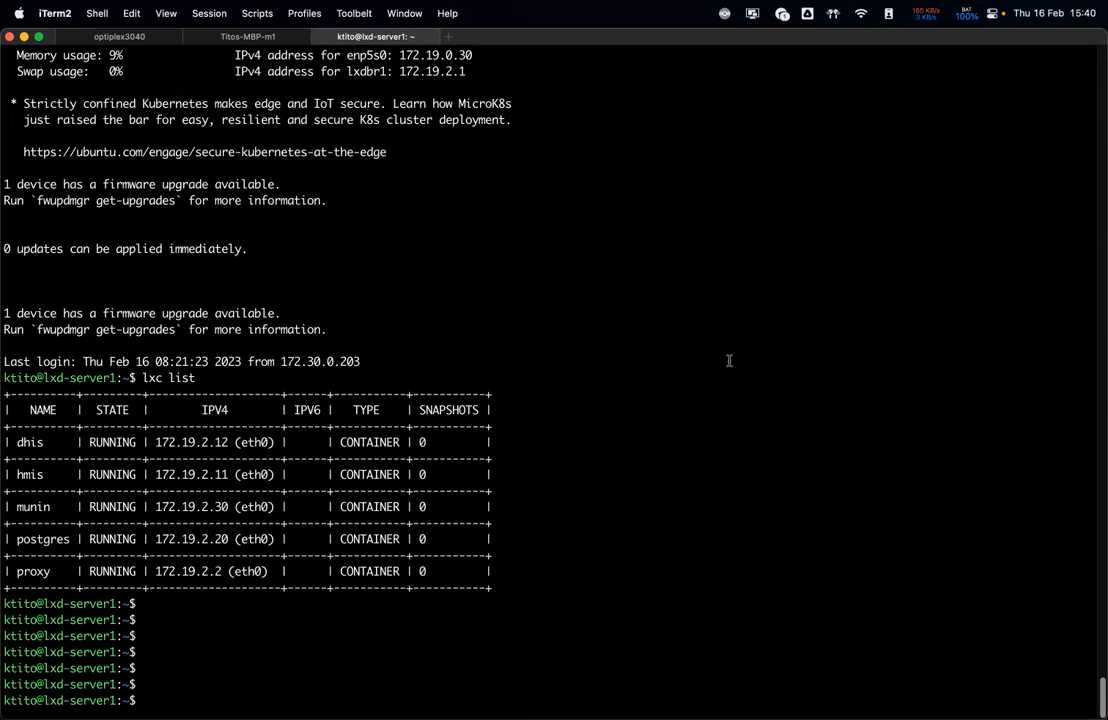 iTerm2 Shell Edit View Session Scripts Profiles Toolbelt Window Help 165 KB/s 3 KB/s BAT 100% Thu 16 Feb 15:40
optiplex3040 Titos-MBP-m1 ktito@lxd-server1: ~
Memory usage: 9% IPv4 address for enp5s0: 172.19.0.30
Swap usage: 0% IPv4 address for lxdbr1: 172.19.2.1
* Strictly confined Kubernetes makes edge and IoT secure. Learn how MicroK8s
just raised the bar for easy, resilient and secure K8s cluster deployment.
https://ubuntu.com/engage/secure-kubernetes-at-the-edge
1 device has a firmware upgrade available.
Run `fwupdmgr get-upgrades` for more information.
0 updates can be applied immediately.
1 device has a firmware upgrade available.
Run `fwupdmgr get-upgrades` for more information.
Last login: Thu Feb 16 08:21:23 2023 from 172.30.0.203
ktito@lxd-server1:~$ lxc list
+----------+---------+--------------------+------+-----------+-----------+
| NAME | STATE | IPV4 | IPV6 | TYPE | SNAPSHOTS |
+----------+---------+--------------------+------+-----------+-----------+
| dhis | RUNNING | 172.19.2.12 (eth0) | | CONTAINER | 0 |
+----------+---------+--------------------+------+-----------+-----------+
| hmis | RUNNING | 172.19.2.11 (eth0) | | CONTAINER | 0 |
+----------+---------+--------------------+------+-----------+-----------+
| munin | RUNNING | 172.19.2.30 (eth0) | | CONTAINER | 0 |
+----------+---------+--------------------+------+-----------+-----------+
| postgres | RUNNING | 172.19.2.20 (eth0) | | CONTAINER | 0 |
+----------+---------+--------------------+------+-----------+-----------+
| proxy | RUNNING | 172.19.2.2 (eth0) | | CONTAINER | 0 |
+----------+---------+--------------------+------+-----------+-----------+
ktito@lxd-server1:~$
ktito@lxd-server1:~$
ktito@lxd-server1:~$
ktito@lxd-server1:~$
ktito@lxd-server1:~$
ktito@lxd-server1:~$
ktito@lxd-server1:~$